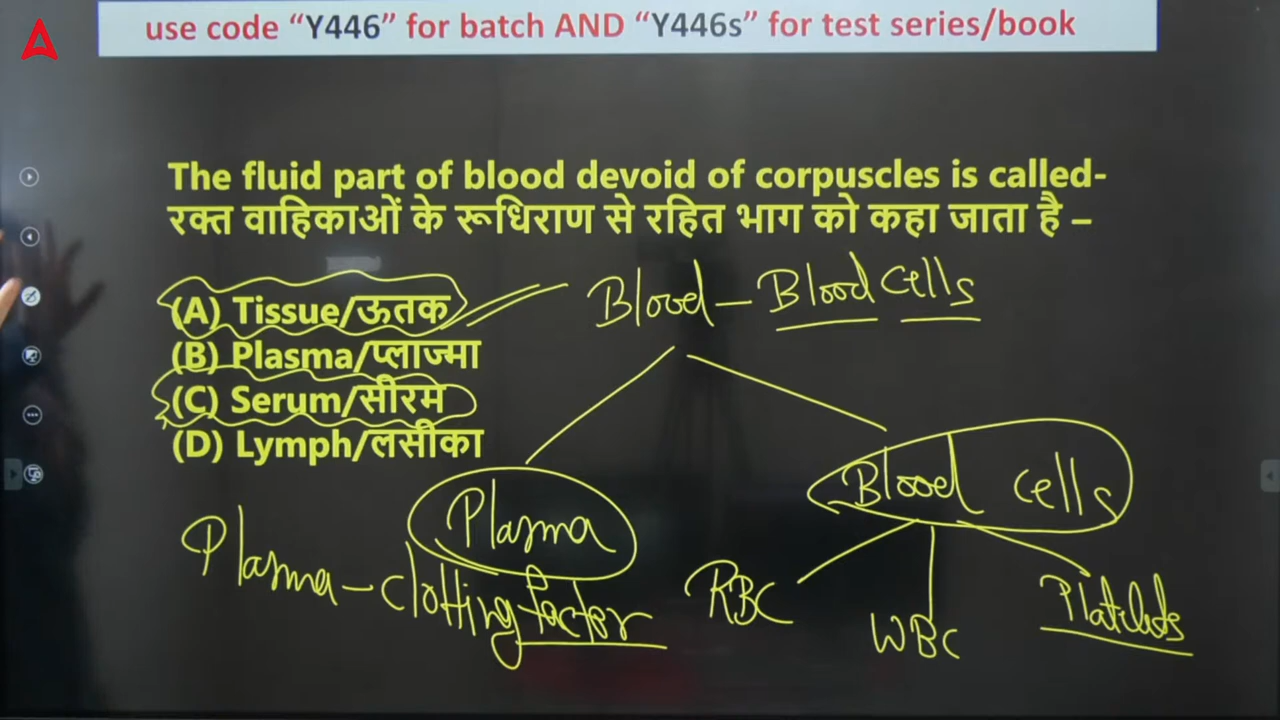 use code “Y446” for batch AND “Y446s” for test series/book
The fluid part of blood devoid of corpuscles is called-
रक्त वाहिकाओं के रूधिराण से रहित भाग को कहा जाता है –
(A) Tissue/ऊतक
(B) Plasma/प्लाज्मा
(C) Serum/सीरम
(D) Lymph/लसीका
Blood – Blood cells
Plasma
Blood cells
Plasma – clotting factor
RBC
WBC
Platelets